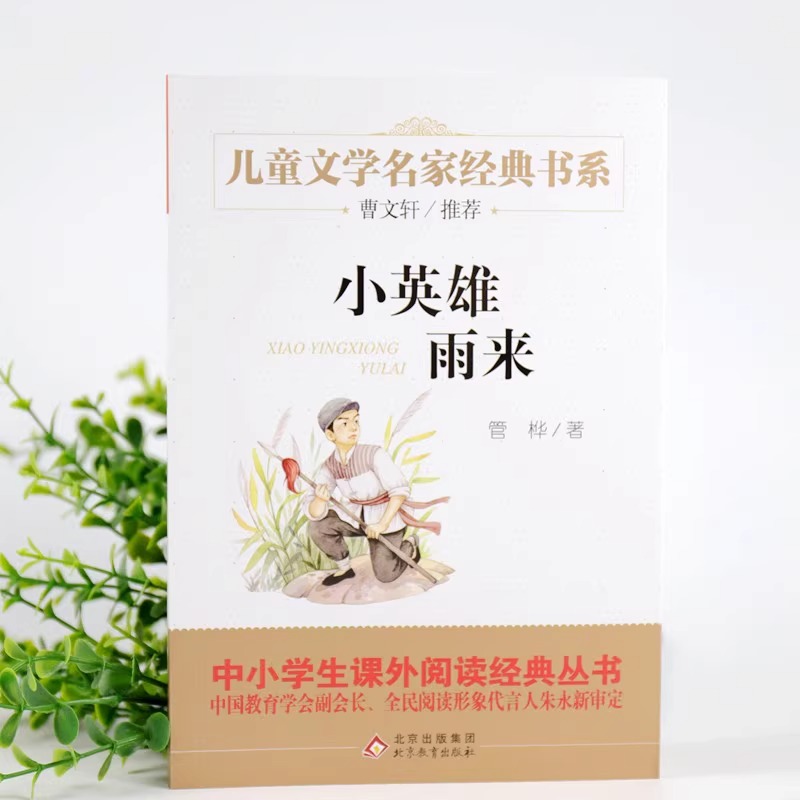 儿童文学名家经典书系
曹文轩/推荐
小英雄
雨来
XIAO YINGXIONG
YULAI
管 桦/著
中小学生课外阅读经典丛书
中国教育学会副会长、全民阅读形象代言人朱永新审定
北京出版集团
北京教育出版社